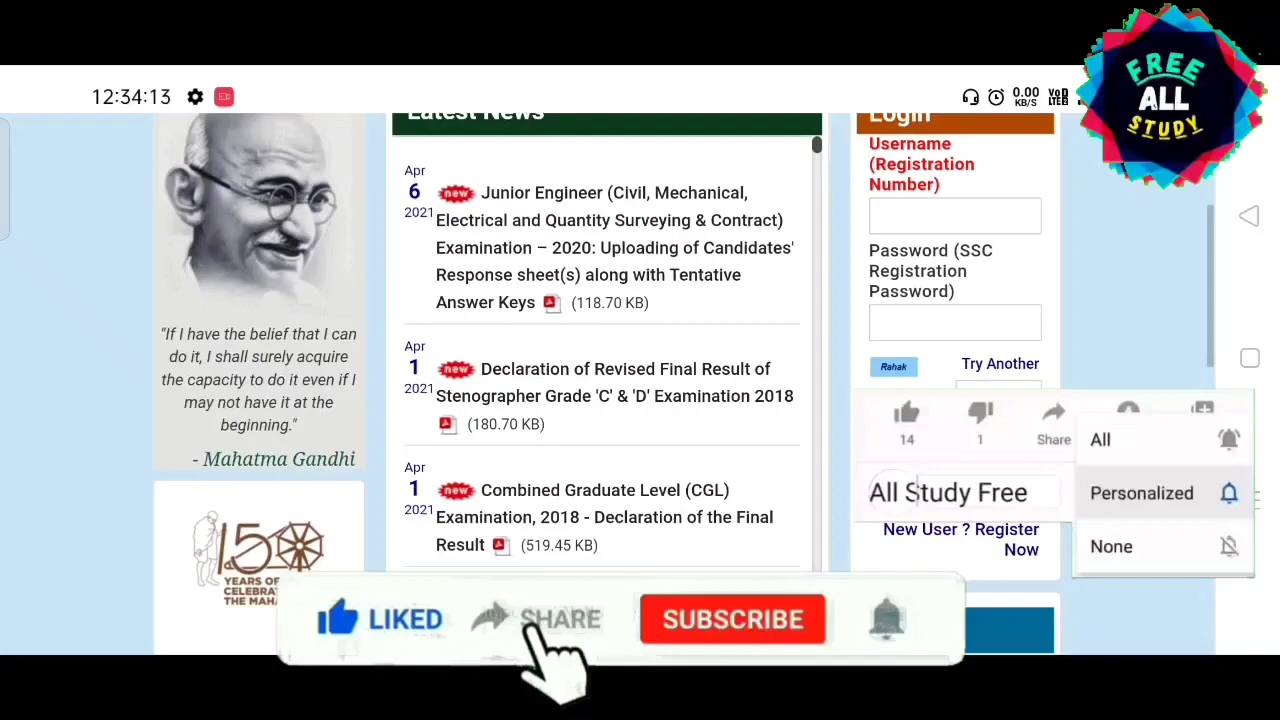 12:34:13
0.00
KB/S
VoD
LTE
FREE
ALL
STUDY
Latest News
Login
Username
(Registration
Number)
Password (SSC
Registration
Password)
Rahak
Try Another
Apr
6
2021
new Junior Engineer (Civil, Mechanical,
Electrical and Quantity Surveying & Contract)
Examination – 2020: Uploading of Candidates'
Response sheet(s) along with Tentative
Answer Keys (118.70 KB)
Apr
1
2021
new Declaration of Revised Final Result of
Stenographer Grade 'C' & 'D' Examination 2018
(180.70 KB)
Apr
1
2021
new Combined Graduate Level (CGL)
Examination, 2018 - Declaration of the Final
Result (519.45 KB)
"If I have the belief that I can
do it, I shall surely acquire
the capacity to do it even if I
may not have it at the
beginning."
- Mahatma Gandhi
150
YEARS OF
CELEBRAT
THE MAHA
14
1
Share
All
Personalized
None
All Study Free
New User ? Register
Now
LIKED
SHARE
SUBSCRIBE